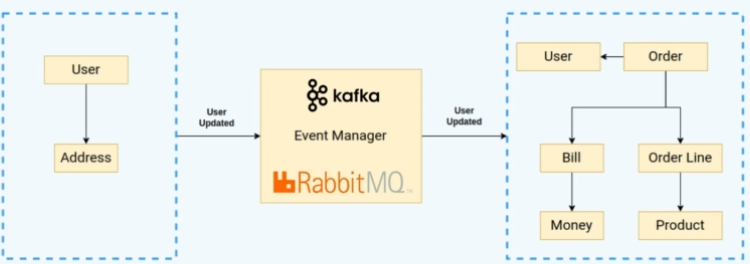 User
Address
User
Updated
kafka
Event Manager
RabbitMQ
User
Updated
User
Order
Bill
Order Line
Money
Product